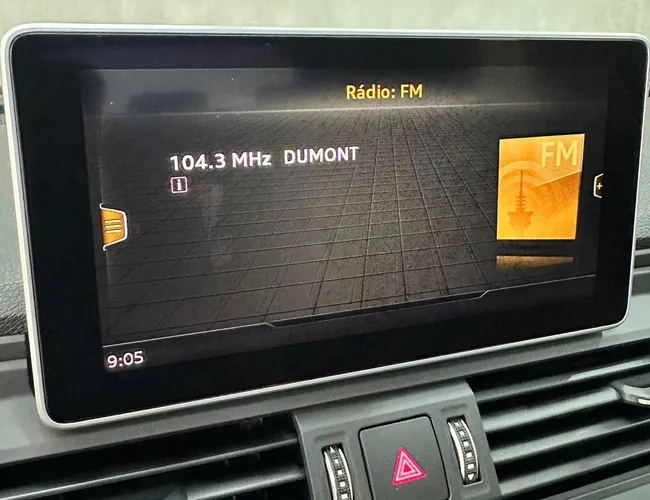 Rádio: FM
104.3 MHz DUMONT
i
FM
+
9:05